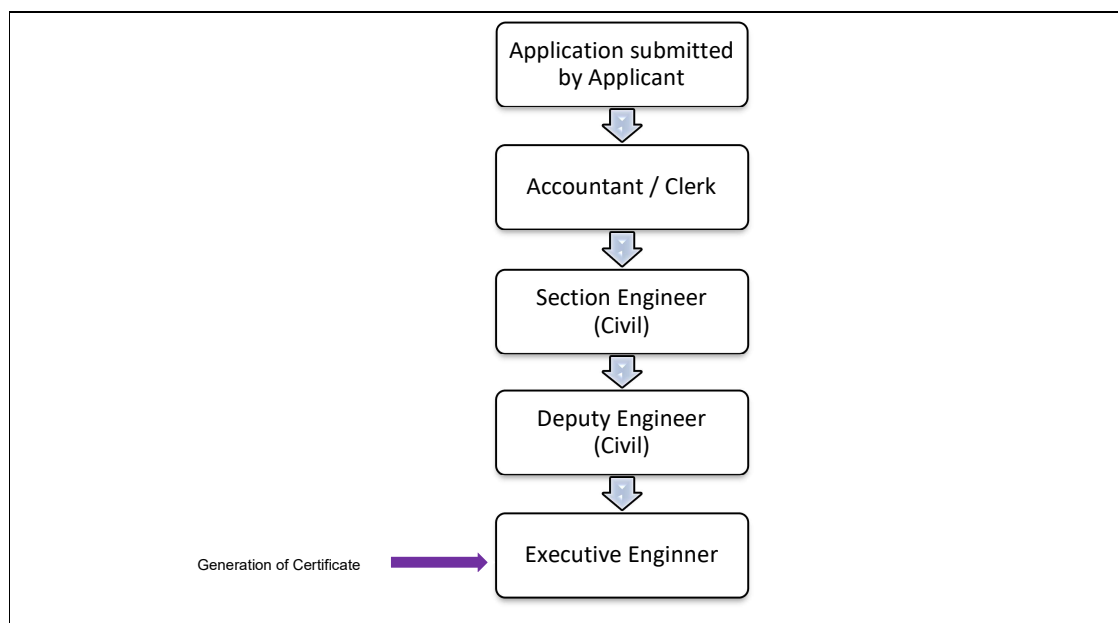 Application submitted
by Applicant
Accountant / Clerk
Section Engineer
(Civil)
Deputy Engineer
(Civil)
Generation of Certificate
Executive Enginner